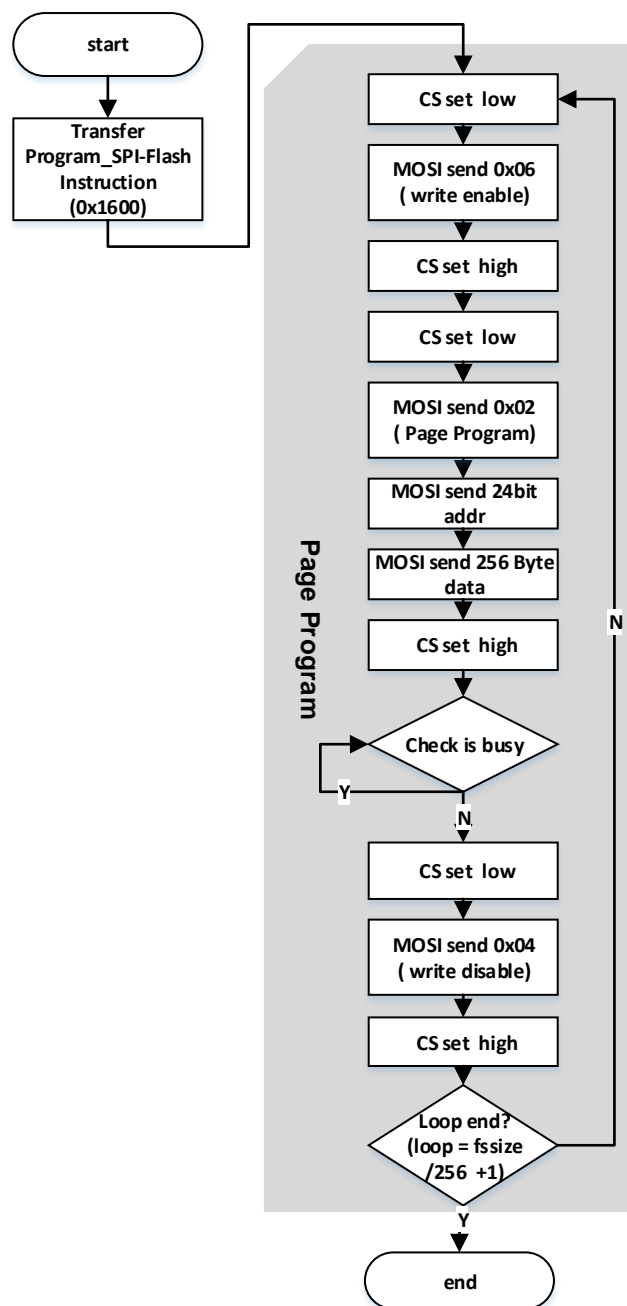 start
Transfer
Program_SPI-Flash
Instruction
(0x1600)
CS set low
MOSI send 0x06
( write enable)
CS set high
CS set low
MOSI send 0x02
( Page Program)
MOSI send 24bit
addr
MOSI send 256 Byte
data
CS set high
Page Program
N
Check is busy
Y
N
CS set low
MOSI send 0x04
( write disable)
CS set high
Loop end?
(loop = fssize
/256 +1)
Y
end